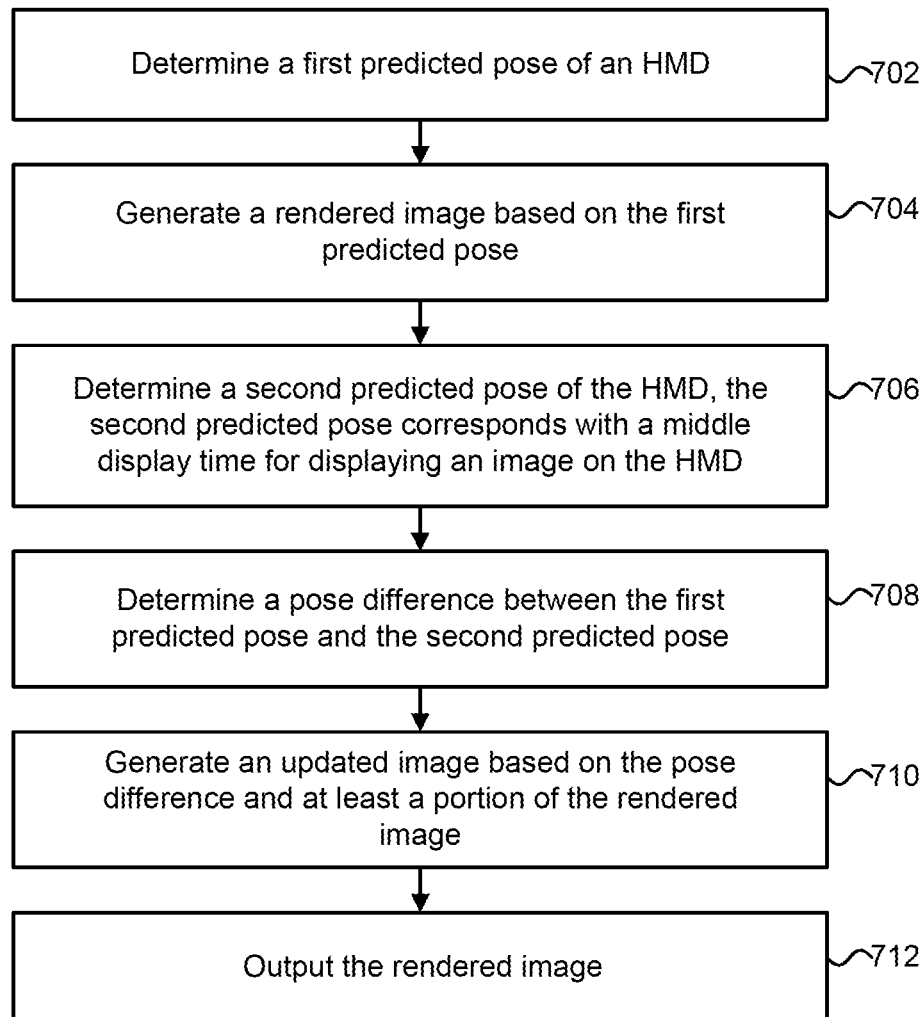 Determine a first predicted pose of an HMD
702
Generate a rendered image based on the first
predicted pose
704
Determine a second predicted pose of the HMD, the
second predicted pose corresponds with a middle
display time for displaying an image on the HMD
706
Determine a pose difference between the first
predicted pose and the second predicted pose
708
Generate an updated image based on the pose
difference and at least a portion of the rendered
image
710
Output the rendered image
712